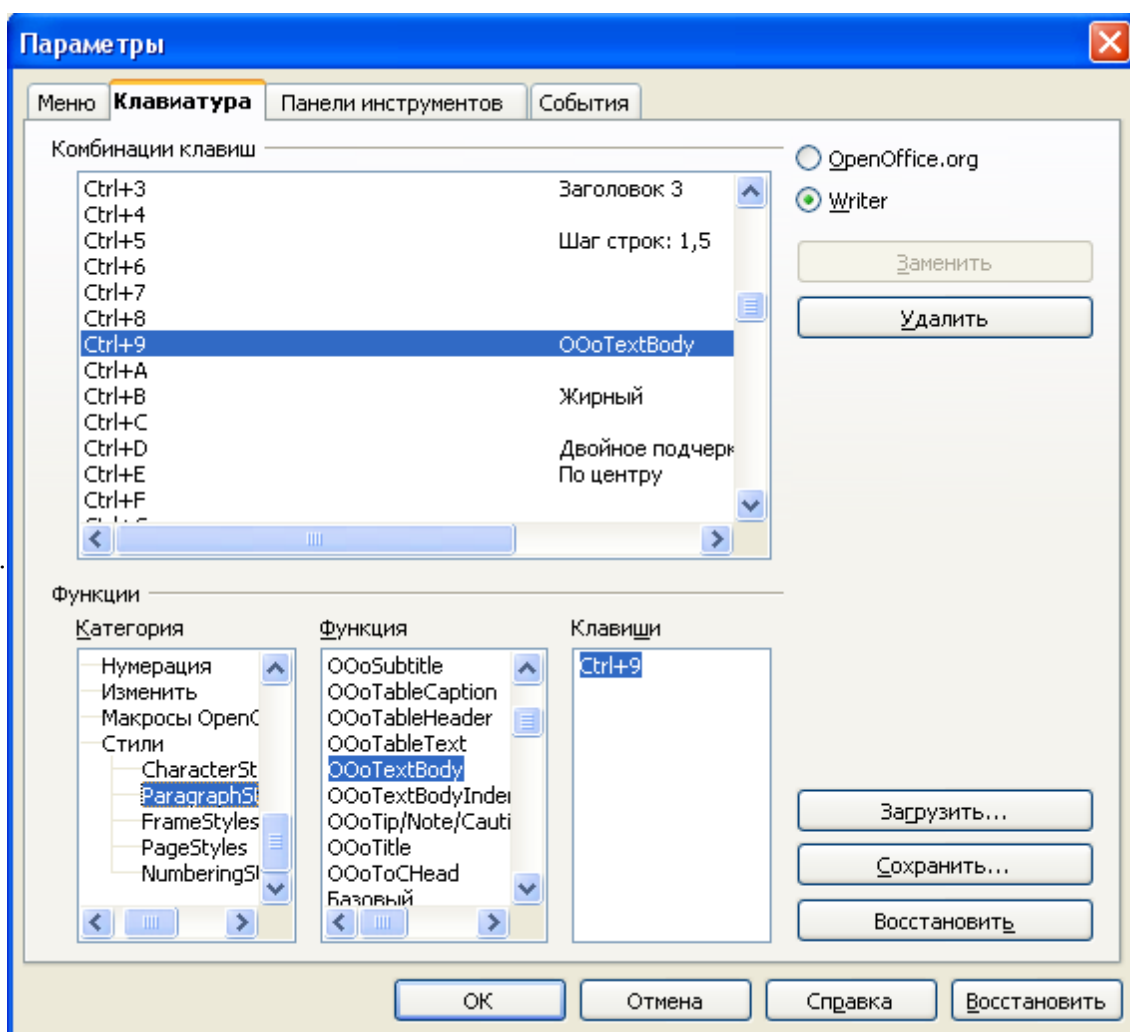 Параметры
Меню Клавиатура Панели инструментов События
Комбинации клавиш
Ctrl+3 Заголовок 3
Ctrl+4
Ctrl+5 Шаг строк: 1,5
Ctrl+6
Ctrl+7
Ctrl+8
Ctrl+9 OOoTextBody
Ctrl+A
Ctrl+B Жирный
Ctrl+C
Ctrl+D Двойное подчерк
Ctrl+E По центру
Ctrl+F
OpenOffice.org
Writer
Заменить
Удалить
Функции
Категория
Нумерация
Изменить
Макросы OpenO
Стили
CharacterSt
ParagraphSt
FrameStyles
PageStyles
NumberingSt
Функция
OOoSubtitle
OOoTableCaption
OOoTableHeader
OOoTableText
OOoTextBody
OOoTextBodyInden
OOoTip/Note/Cauti
OOoTitle
OOoToCHead
Базовый
Клавиши
Ctrl+9
Загрузить...
Сохранить...
Восстановить
ОК Отмена Справка Восстановить